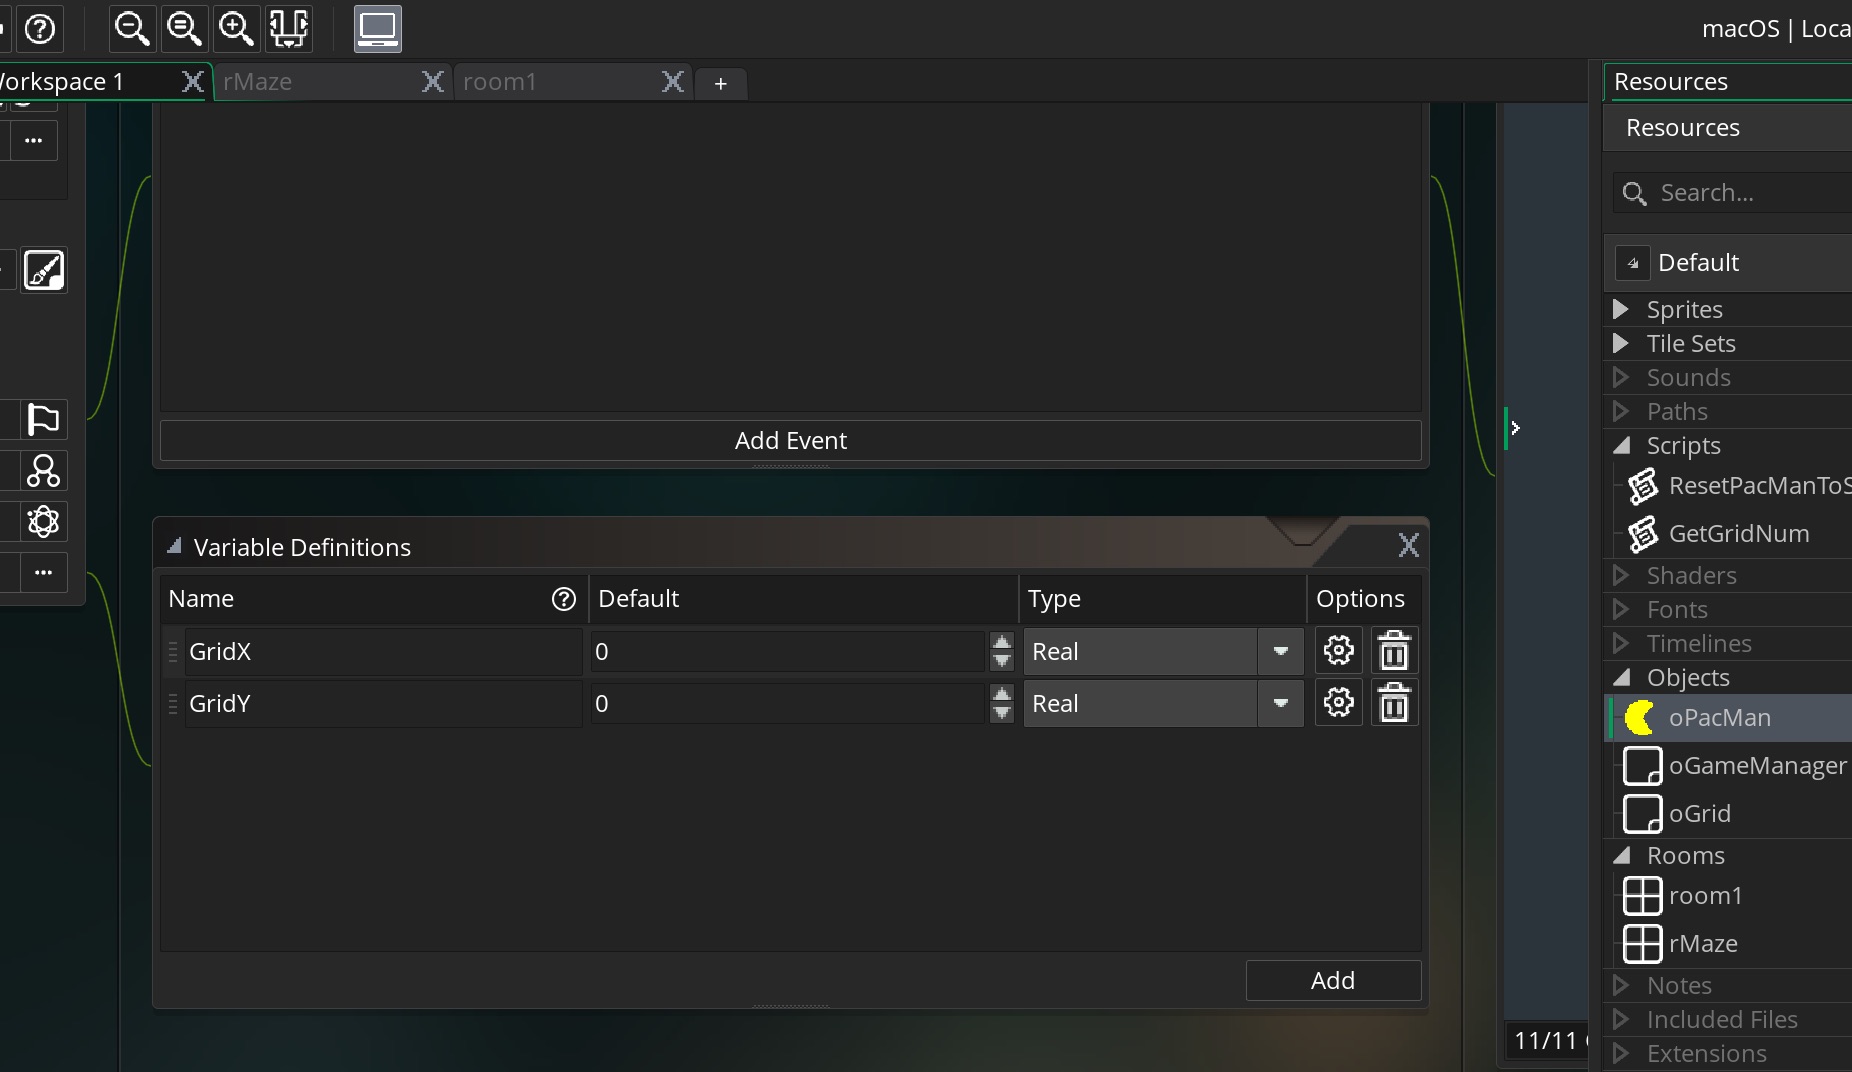 macOS | Loca
orkspace 1
rMaze
room1
+
Resources
Resources
Search...
Default
Sprites
Tile Sets
Sounds
Paths
Scripts
ResetPacManToS
GetGridNum
Shaders
Fonts
Timelines
Objects
oPacMan
oGameManager
oGrid
Rooms
room1
rMaze
Notes
Included Files
Extensions
Add Event
Variable Definitions
Name Default Type Options
GridX 0 Real
GridY 0 Real
Add
11/11